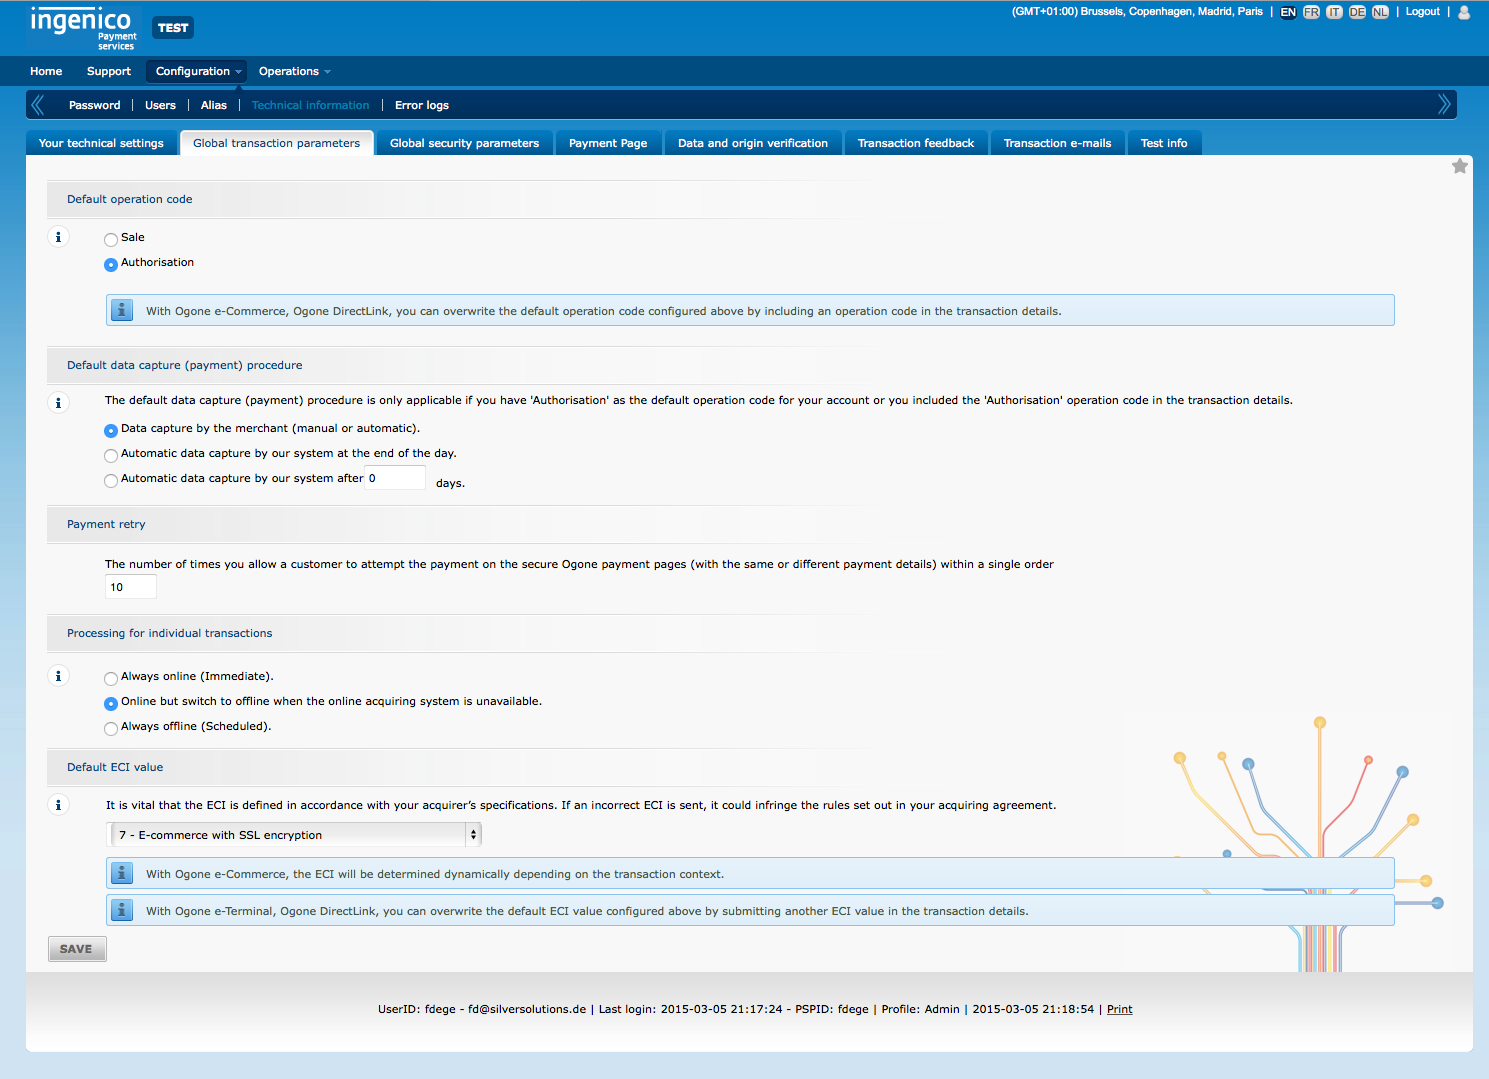 ingenico
Payment
services
TEST
(GMT+01:00) Brussels, Copenhagen, Madrid, Paris | EN FR IT DE NL | Logout |
Home Support Configuration Operations
Password | Users | Alias | Technical information | Error logs
Your technical settings Global transaction parameters Global security parameters Payment Page Data and origin verification Transaction feedback Transaction e-mails Test info
Default operation code
Sale
Authorisation
With Ogone e-Commerce, Ogone DirectLink, you can overwrite the default operation code configured above by including an operation code in the transaction details.
Default data capture (payment) procedure
The default data capture (payment) procedure is only applicable if you have 'Authorisation' as the default operation code for your account or you included the 'Authorisation' operation code in the transaction details.
Data capture by the merchant (manual or automatic).
Automatic data capture by our system at the end of the day.
Automatic data capture by our system after 0 days.
Payment retry
The number of times you allow a customer to attempt the payment on the secure Ogone payment pages (with the same or different payment details) within a single order
10
Processing for individual transactions
Always online (Immediate).
Online but switch to offline when the online acquiring system is unavailable.
Always offline (Scheduled).
Default ECI value
It is vital that the ECI is defined in accordance with your acquirer's specifications. If an incorrect ECI is sent, it could infringe the rules set out in your acquiring agreement.
7 - E-commerce with SSL encryption
With Ogone e-Commerce, the ECI will be determined dynamically depending on the transaction context.
With Ogone e-Terminal, Ogone DirectLink, you can overwrite the default ECI value configured above by submitting another ECI value in the transaction details.
SAVE
UserID: fdege - fd@silversolutions.de | Last login: 2015-03-05 21:17:24 - PSPID: fdege | Profile: Admin | 2015-03-05 21:18:54 | Print